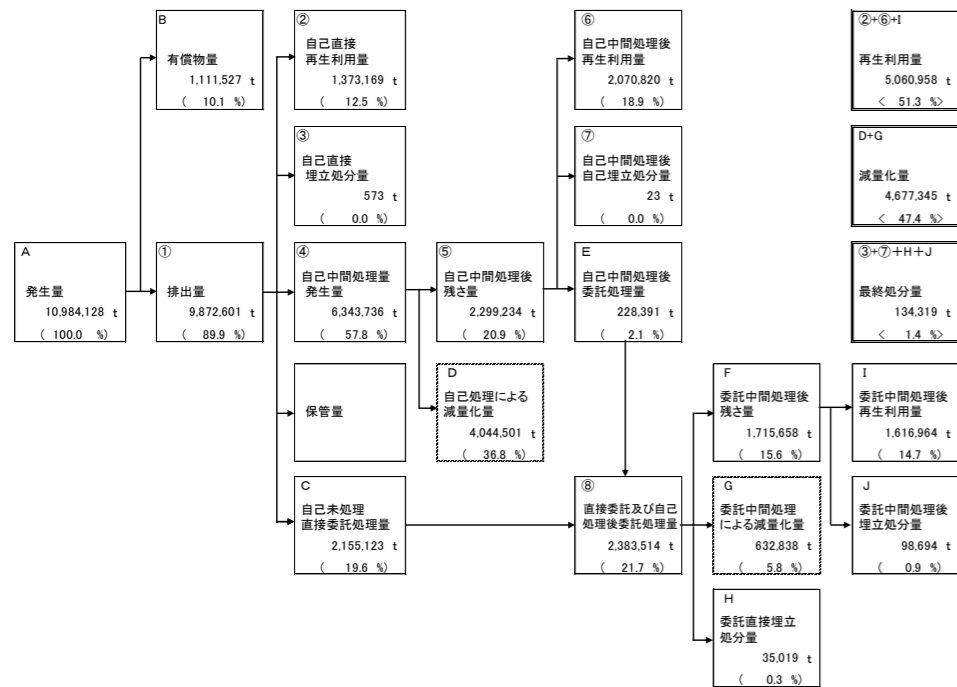 B
有償物量
1,111,527 t
( 10.1 %)
②
自己直接
再生利用量
1,373,169 t
( 12.5 %)
⑥
自己中間処理後
再生利用量
2,070,820 t
( 18.9 %)
②+⑥+I
再生利用量
5,060,958 t
< 51.3 %>
③
自己直接
埋立処分量
573 t
( 0.0 %)
⑦
自己中間処理後
自己埋立処分量
23 t
( 0.0 %)
D+G
減量化量
4,677,345 t
< 47.4 %>
A
発生量
10,984,128 t
( 100.0 %)
①
排出量
9,872,601 t
( 89.9 %)
④
自己中間処理量
発生量
6,343,736 t
( 57.8 %)
⑤
自己中間処理後
残さ量
2,299,234 t
( 20.9 %)
E
自己中間処理後
委託処理量
228,391 t
( 2.1 %)
③+⑦+H+J
最終処分量
134,319 t
< 1.4 %>
保管量
D
自己処理による
減量化量
4,044,501 t
( 36.8 %)
F
委託中間処理後
残さ量
1,715,658 t
( 15.6 %)
I
委託中間処理後
再生利用量
1,616,964 t
( 14.7 %)
C
自己未処理
直接委託処理量
2,155,123 t
( 19.6 %)
⑧
直接委託及び自己
処理後委託処理量
2,383,514 t
( 21.7 %)
G
委託中間処理
による減量化量
632,838 t
( 5.8 %)
J
委託中間処理後
埋立処分量
98,694 t
( 0.9 %)
H
委託直接埋立
処分量
35,019 t
( 0.3 %)